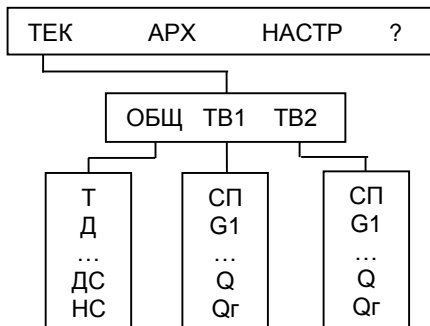 ТЕК АРХ НАСТР ?
ОБЩ ТВ1 ТВ2
Т
Д
…
ДС
НС
СП
G1
…
Q
Qг
СП
G1
…
Q
Qг